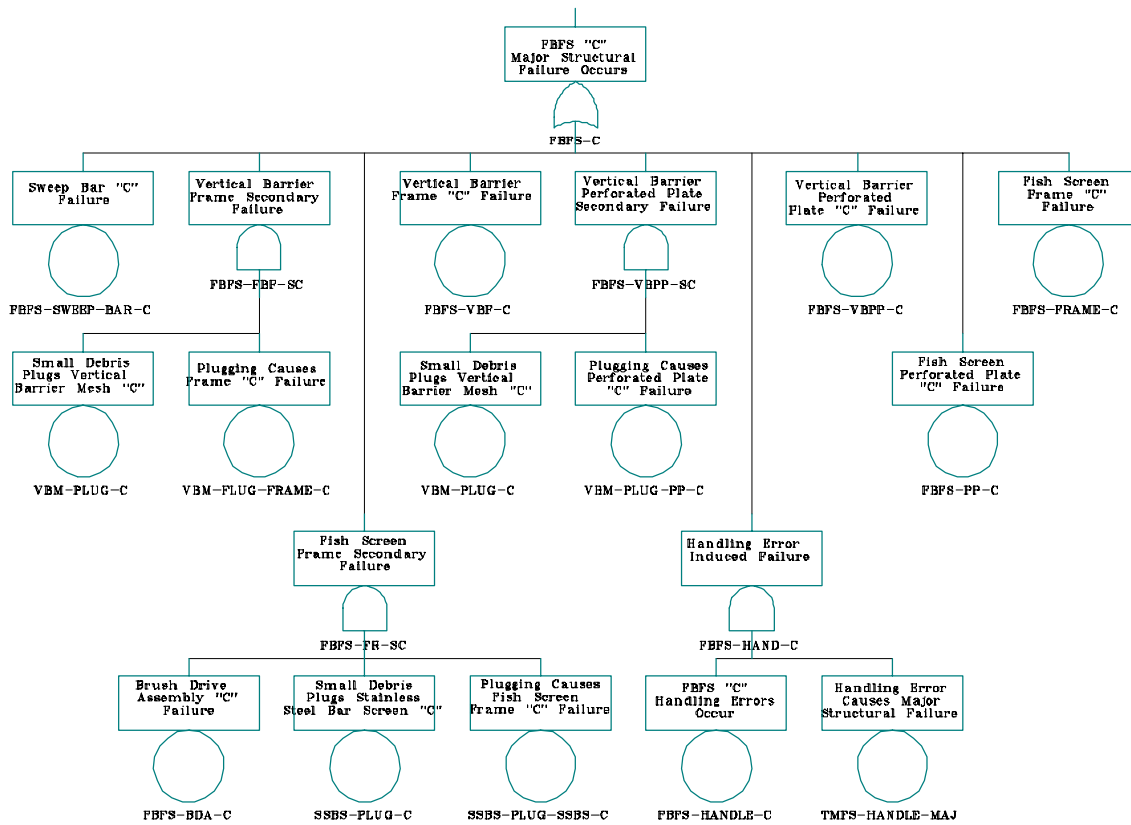 FBFS "C"
Major Structural
Failure Occurs
FBFS-C
Sweep Bar "C"
Failure
FBFS-SWEEP-BAR-C
Vertical Barrier
Frame Secondary
Failure
FBFS-FBF-SC
Vertical Barrier
Frame "C" Failure
FBFS-VBF-C
Vertical Barrier
Perforated Plate
Secondary Failure
FBFS-VBPP-SC
Vertical Barrier
Perforated
Plate "C" Failure
FBFS-VBPP-C
Fish Screen
Frame "C"
Failure
FBFS-FRAME-C
Small Debris
Plugs Vertical
Barrier Mesh "C"
VBM-PLUG-C
Plugging Causes
Frame "C" Failure
VBM-FLUG-FRAME-C
Small Debris
Plugs Vertical
Barrier Mesh "C"
VBM-PLUG-C
Plugging Causes
Perforated Plate
"C" Failure
VBM-PLUG-PP-C
Fish Screen
Perforated Plate
"C" Failure
FBFS-PP-C
Fish Screen
Frame Secondary
Failure
FBFS-FR-SC
Handling Error
Induced Failure
FBFS-HAND-C
Brush Drive
Assembly "C"
Failure
FBFS-BDA-C
Small Debris
Plugs Stainless
Steel Bar Screen "C"
SSBS-PLUG-C
Plugging Causes
Fish Screen
Frame "C" Failure
SSBS-PLUG-SSBS-C
FBFS "C"
Handling Errors
Occur
FBFS-HANDLE-C
Handling Error
Causes Major
Structural Failure
TMFS-HANDLE-MAJ